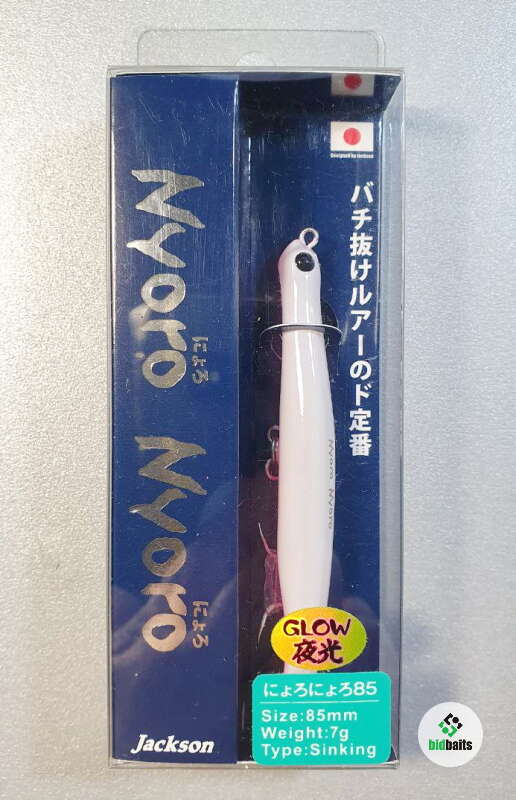 Nyoro
にょろ
Nyoro
にょろ
Jackson
Designed by Jackson
バチ抜けルアーのド定番
Nyoro Nyoro
GLOW
夜光
にょろにょろ85
Size:85mm
Weight:7g
Type:Sinking
bidbaits